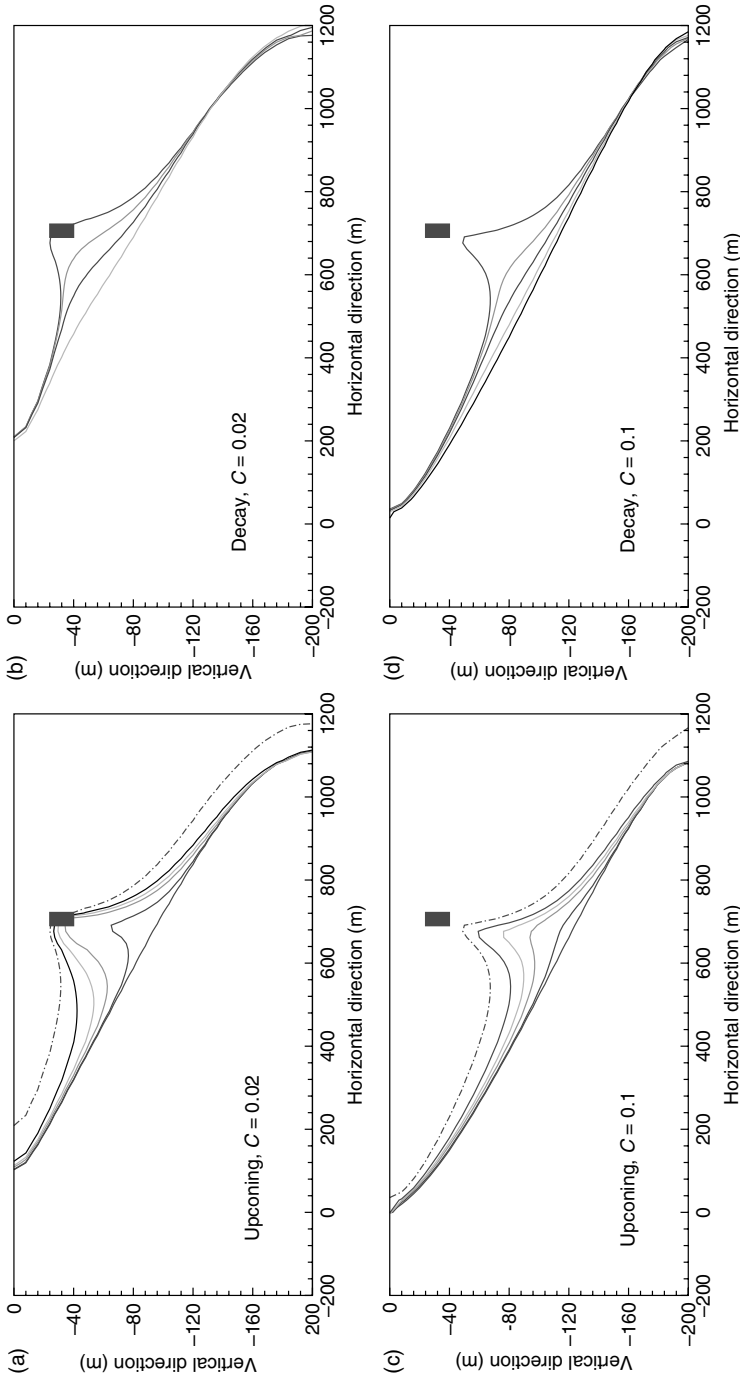 (a)
Vertical direction (m)
0
−40
−80
−120
−160
−200
Upconing, C = 0.02
−200 0 200 400 600 800 1000 1200
Horizontal direction (m)
(b)
Vertical direction (m)
0
−40
−80
−120
−160
−200
Decay, C = 0.02
−200 0 200 400 600 800 1000 1200
Horizontal direction (m)
(c)
Vertical direction (m)
0
−40
−80
−120
−160
−200
Upconing, C = 0.1
−200 0 200 400 600 800 1000 1200
Horizontal direction (m)
(d)
Vertical direction (m)
0
−40
−80
−120
−160
−200
Decay, C = 0.1
−200 0 200 400 600 800 1000 1200
Horizontal direction (m)